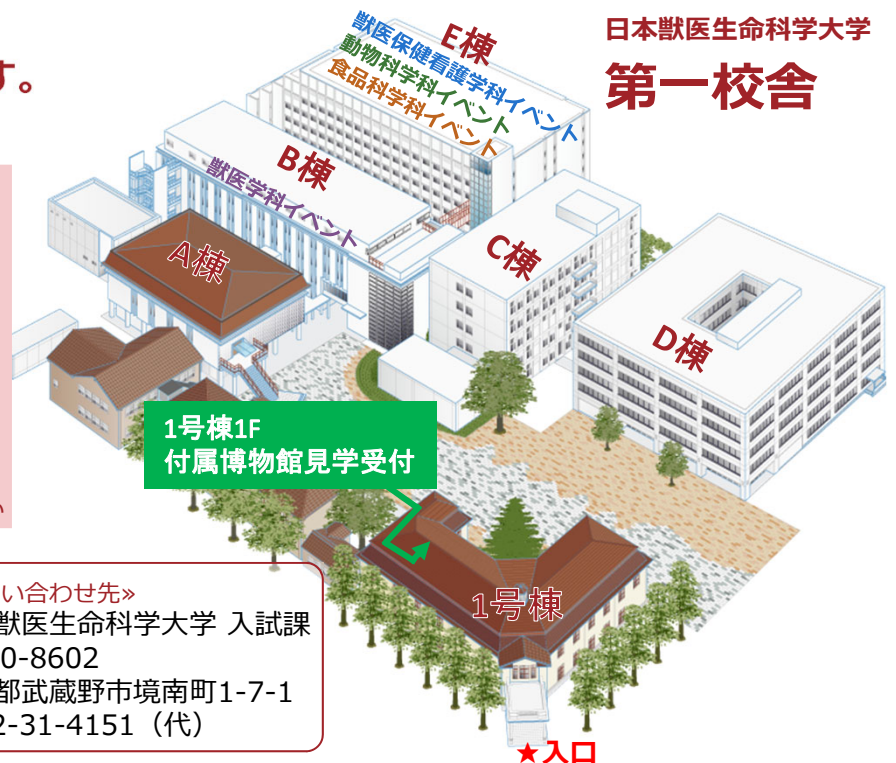 日本獣医生命科学大学
第一校舎
す。
E棟
獣医保健看護学科イベント
動物科学科イベント
食品科学科イベント
B棟
獣医学科イベント
A棟
C棟
D棟
1号棟1F
付属博物館見学受付
1号棟
い合わせ先»
獣医生命科学大学 入試課
0-8602
都武蔵野市境南町1-7-1
2-31-4151（代）
★入口